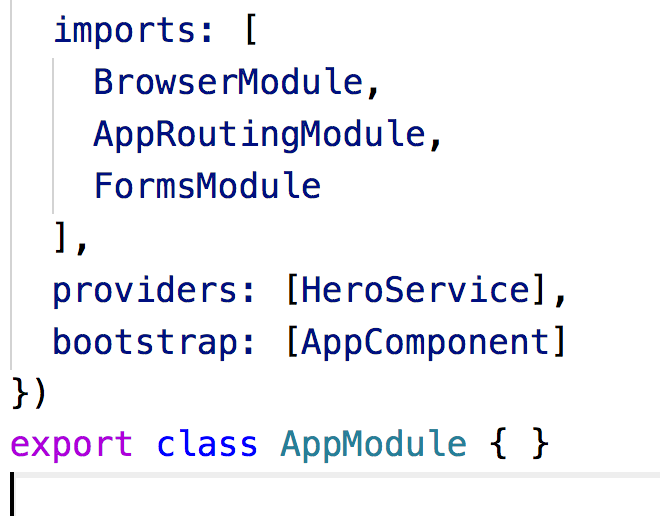 imports: [
BrowserModule,
AppRoutingModule,
FormsModule
],
providers: [HeroService],
bootstrap: [AppComponent]
})
export class AppModule { }